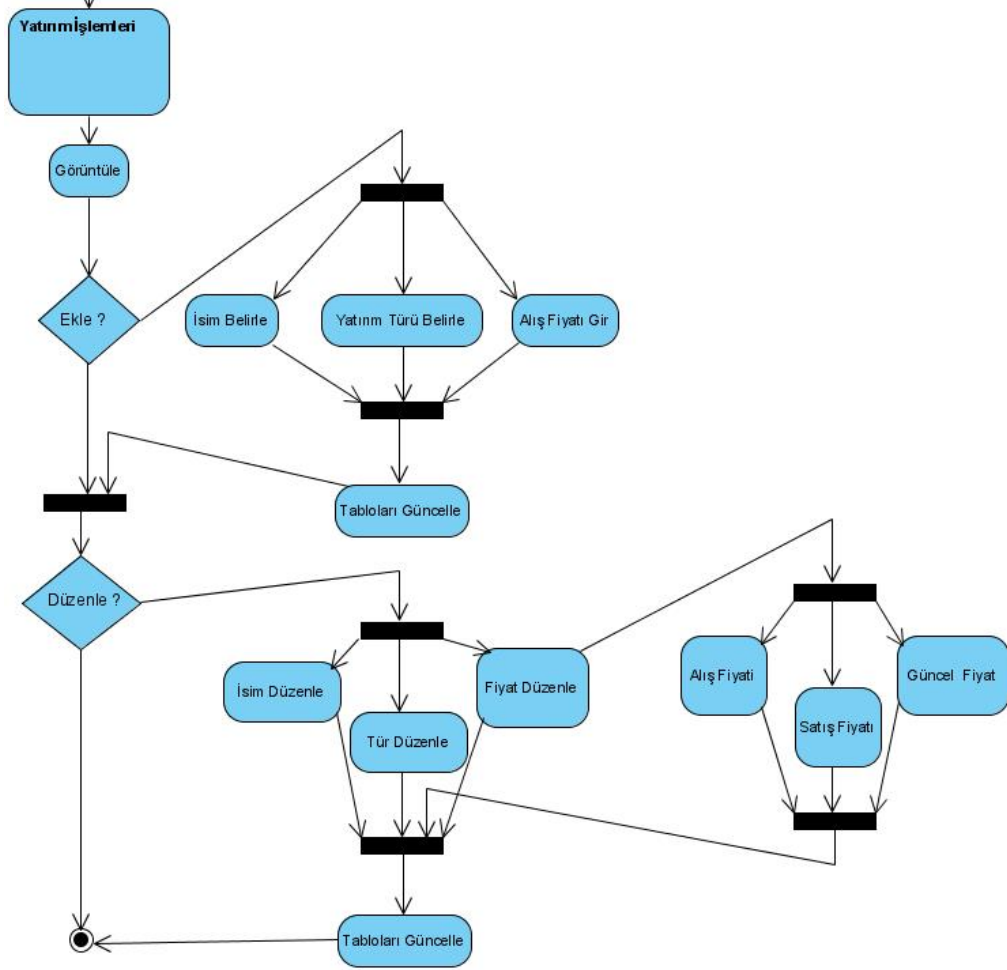 Yatırım İşlemleri
Görüntüle
Ekle ?
İsim Belirle
Yatırım Türü Belirle
Alış Fiyatı Gir
Tabloları Güncelle
Düzenle ?
İsim Düzenle
Tür Düzenle
Fiyat Düzenle
Alış Fiyati
Satış Fiyatı
Güncel Fiyat
Tabloları Güncelle